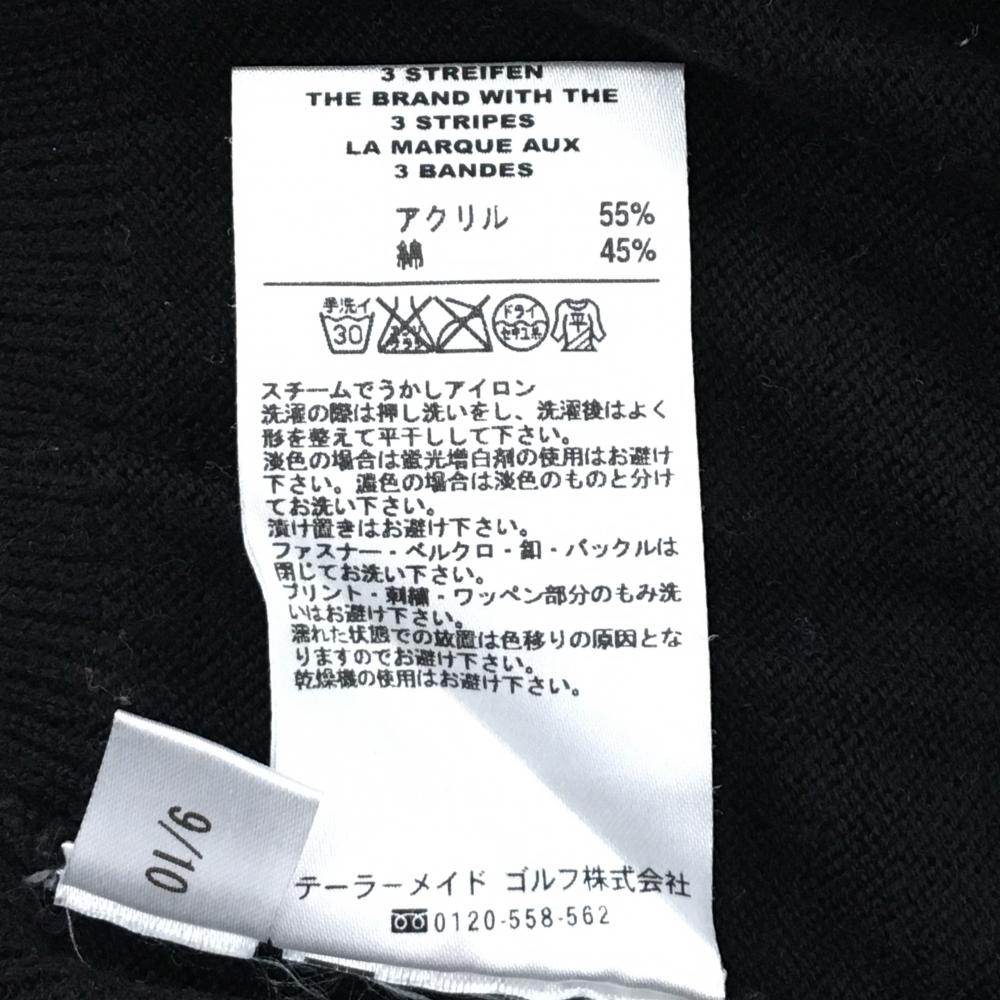 3 STREIFEN
THE BRAND WITH THE
3 STRIPES
LA MARQUE AUX
3 BANDES
アクリル 55%
綿 45%
手洗イ
30
エンソサラシ
ドライ
セキユ系
平
スチームでうかしアイロン
洗濯の際は押し洗いをし、洗濯後はよく
形を整えて平干しして下さい。
淡色の場合は蛍光増白剤の使用はお避け
下さい。濃色の場合は淡色のものと分け
てお洗い下さい。
漬け置きはお避け下さい。
ファスナー・ベルクロ・釦・バックルは
閉じてお洗い下さい。
プリント・刺繍・ワッペン部分のもみ洗
いはお避け下さい。
濡れた状態での放置は色移りの原因とな
りますのでお避け下さい。
乾燥機の使用はお避け下さい。
9/10
テーラーメイド ゴルフ株式会社
0120-558-562